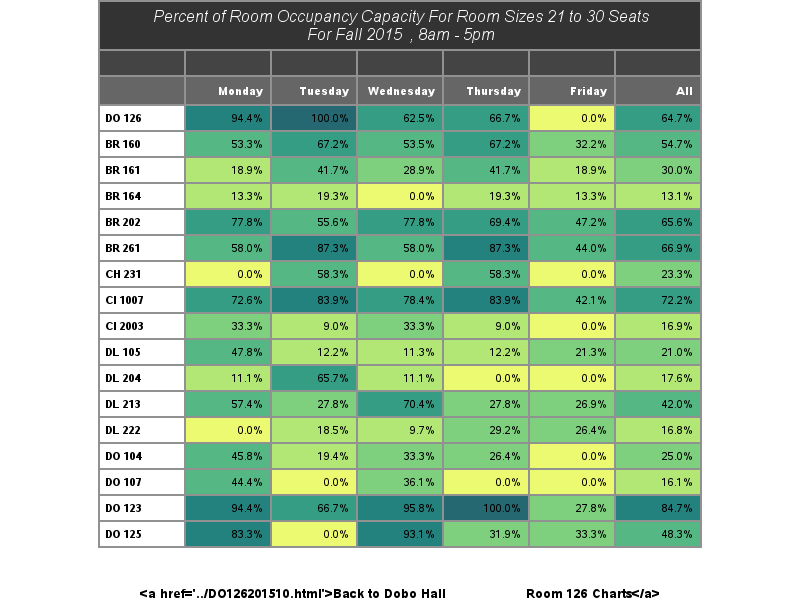 Percent of Room Occupancy Capacity For Room Sizes 21 to 30 Seats
For Fall 2015 , 8am - 5pm
Monday Tuesday Wednesday Thursday Friday All
DO 126 94.4% 100.0% 62.5% 66.7% 0.0% 64.7%
BR 160 53.3% 67.2% 53.5% 67.2% 32.2% 54.7%
BR 161 18.9% 41.7% 28.9% 41.7% 18.9% 30.0%
BR 164 13.3% 19.3% 0.0% 19.3% 13.3% 13.1%
BR 202 77.8% 55.6% 77.8% 69.4% 47.2% 65.6%
BR 261 58.0% 87.3% 58.0% 87.3% 44.0% 66.9%
CH 231 0.0% 58.3% 0.0% 58.3% 0.0% 23.3%
CI 1007 72.6% 83.9% 78.4% 83.9% 42.1% 72.2%
CI 2003 33.3% 9.0% 33.3% 9.0% 0.0% 16.9%
DL 105 47.8% 12.2% 11.3% 12.2% 21.3% 21.0%
DL 204 11.1% 65.7% 11.1% 0.0% 0.0% 17.6%
DL 213 57.4% 27.8% 70.4% 27.8% 26.9% 42.0%
DL 222 0.0% 18.5% 9.7% 29.2% 26.4% 16.8%
DO 104 45.8% 19.4% 33.3% 26.4% 0.0% 25.0%
DO 107 44.4% 0.0% 36.1% 0.0% 0.0% 16.1%
DO 123 94.4% 66.7% 95.8% 100.0% 27.8% 84.7%
DO 125 83.3% 0.0% 93.1% 31.9% 33.3% 48.3%
<a href='../DO126201510.html'>Back to Dobo Hall Room 126 Charts</a>